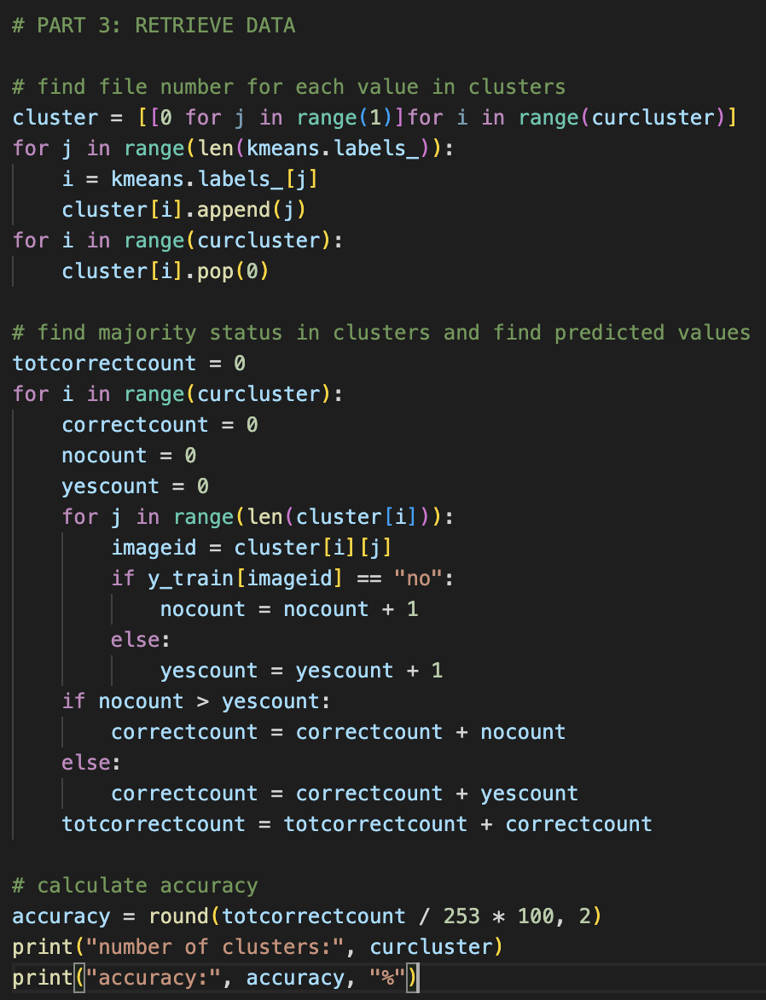 # PART 3: RETRIEVE DATA

# find file number for each value in clusters
cluster = [[0 for j in range(1)]for i in range(curcluster)]
for j in range(len(kmeans.labels_)):
    i = kmeans.labels_[j]
    cluster[i].append(j)
for i in range(curcluster):
    cluster[i].pop(0)

# find majority status in clusters and find predicted values
totcorrectcount = 0
for i in range(curcluster):
    correctcount = 0
    nocount = 0
    yescount = 0
    for j in range(len(cluster[i])):
        imageid = cluster[i][j]
        if y_train[imageid] == "no":
            nocount = nocount + 1
        else:
            yescount = yescount + 1
    if nocount > yescount:
        correctcount = correctcount + nocount
    else:
        correctcount = correctcount + yescount
    totcorrectcount = totcorrectcount + correctcount

# calculate accuracy
accuracy = round(totcorrectcount / 253 * 100, 2)
print("number of clusters:", curcluster)
print("accuracy:", accuracy, "%")